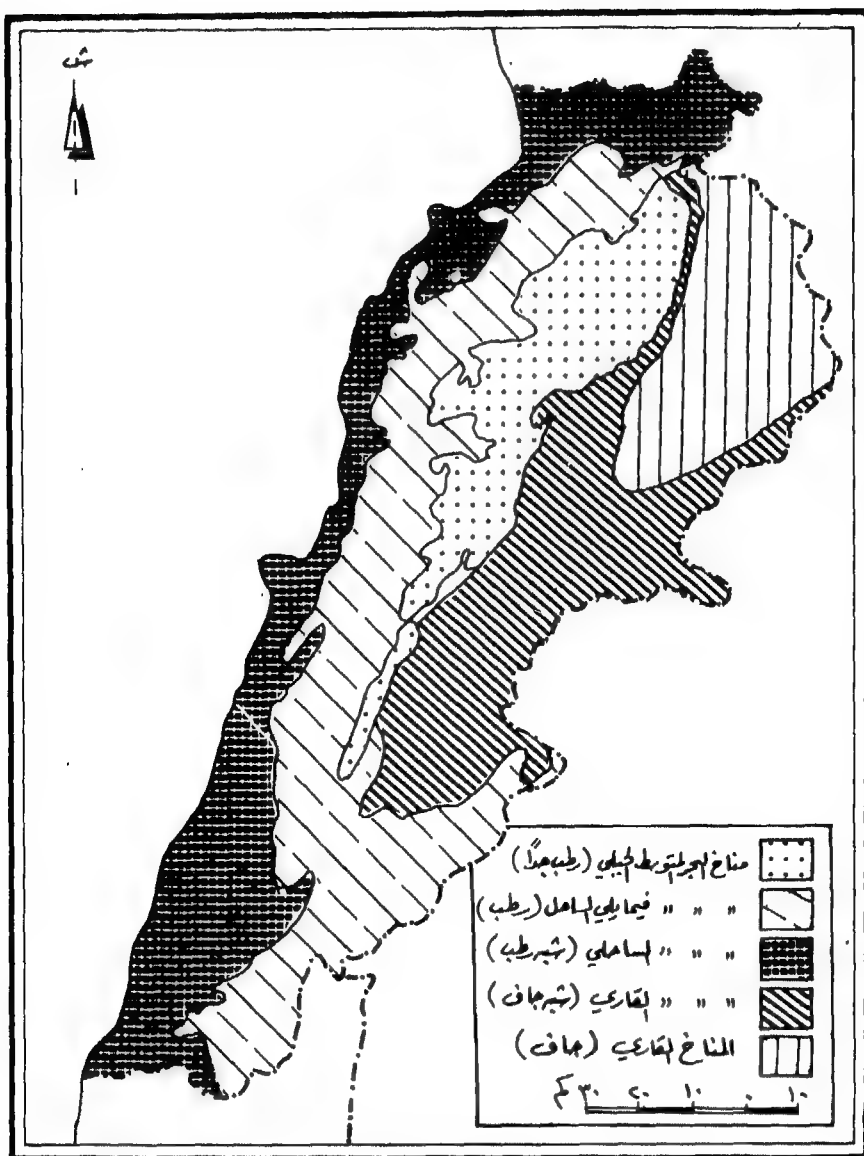 ش
مناخ البحر المتوسط الجبلي (رطب جداً)
" " " فيما يلي الساحل (رطب)
" " " الساحلي (شبه رطب)
" " " القاري (شبه جاف)
المناخ القاري (جاف)
١٠ ٠ ١٠ ٢٠ ٣٠ كم